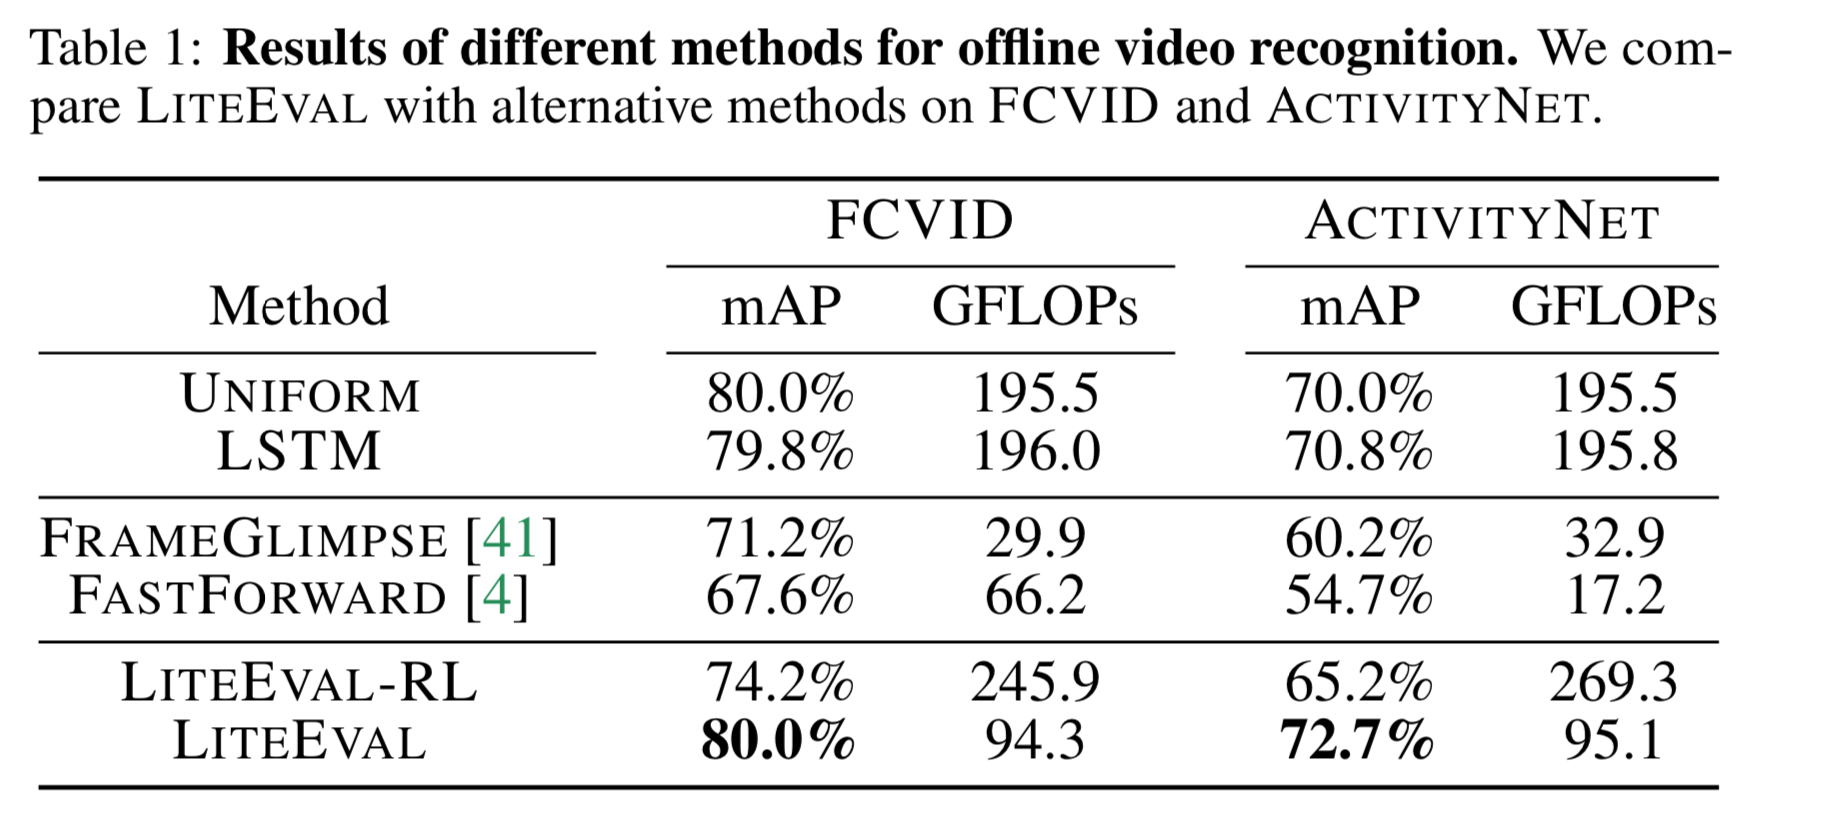 Table 1: Results of different methods for offline video recognition. We com-
pare LITEEVAL with alternative methods on FCVID and ACTIVITYNET.
FCVID ACTIVITYNET
Method mAP GFLOPs mAP GFLOPs
UNIFORM 80.0% 195.5 70.0% 195.5
LSTM 79.8% 196.0 70.8% 195.8
FRAMEGLIMPSE [41] 71.2% 29.9 60.2% 32.9
FASTFORWARD [4] 67.6% 66.2 54.7% 17.2
LITEEVAL-RL 74.2% 245.9 65.2% 269.3
LITEEVAL 80.0% 94.3 72.7% 95.1